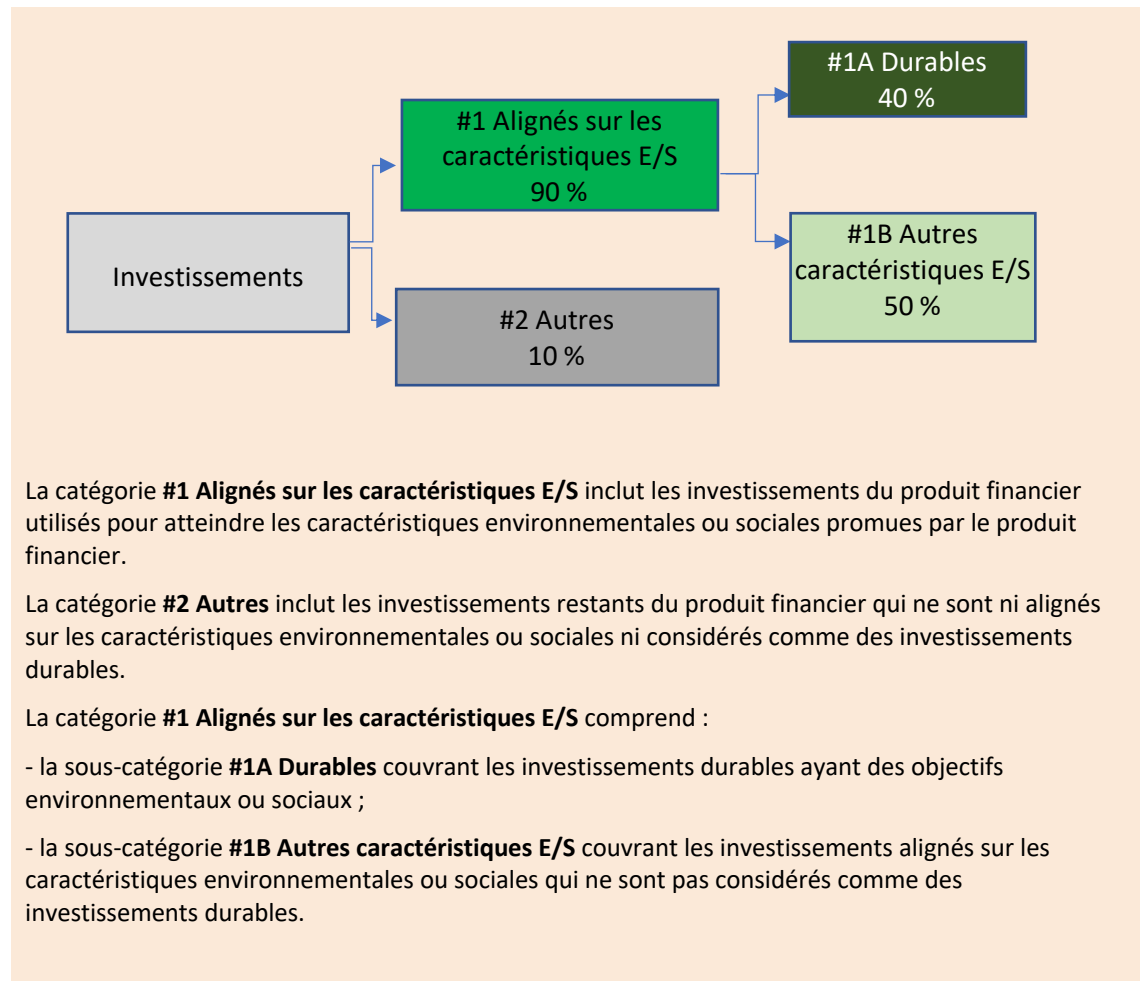 #1A Durables
40 %
#1 Alignés sur les
caractéristiques E/S
90 %
#1B Autres
caractéristiques E/S
50 %
Investissements
#2 Autres
10 %
La catégorie #1 Alignés sur les caractéristiques E/S inclut les investissements du produit financier
utilisés pour atteindre les caractéristiques environnementales ou sociales promues par le produit
financier.
La catégorie #2 Autres inclut les investissements restants du produit financier qui ne sont ni alignés
sur les caractéristiques environnementales ou sociales ni considérés comme des investissements
durables.
La catégorie #1 Alignés sur les caractéristiques E/S comprend :
- la sous-catégorie #1A Durables couvrant les investissements durables ayant des objectifs
environnementaux ou sociaux ;
- la sous-catégorie #1B Autres caractéristiques E/S couvrant les investissements alignés sur les
caractéristiques environnementales ou sociales qui ne sont pas considérés comme des
investissements durables.